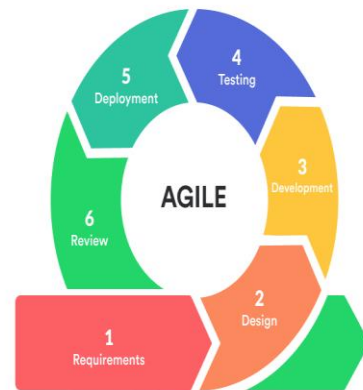 AGILE
1
Requirements
2
Design
3
Development
4
Testing
5
Deployment
6
Review